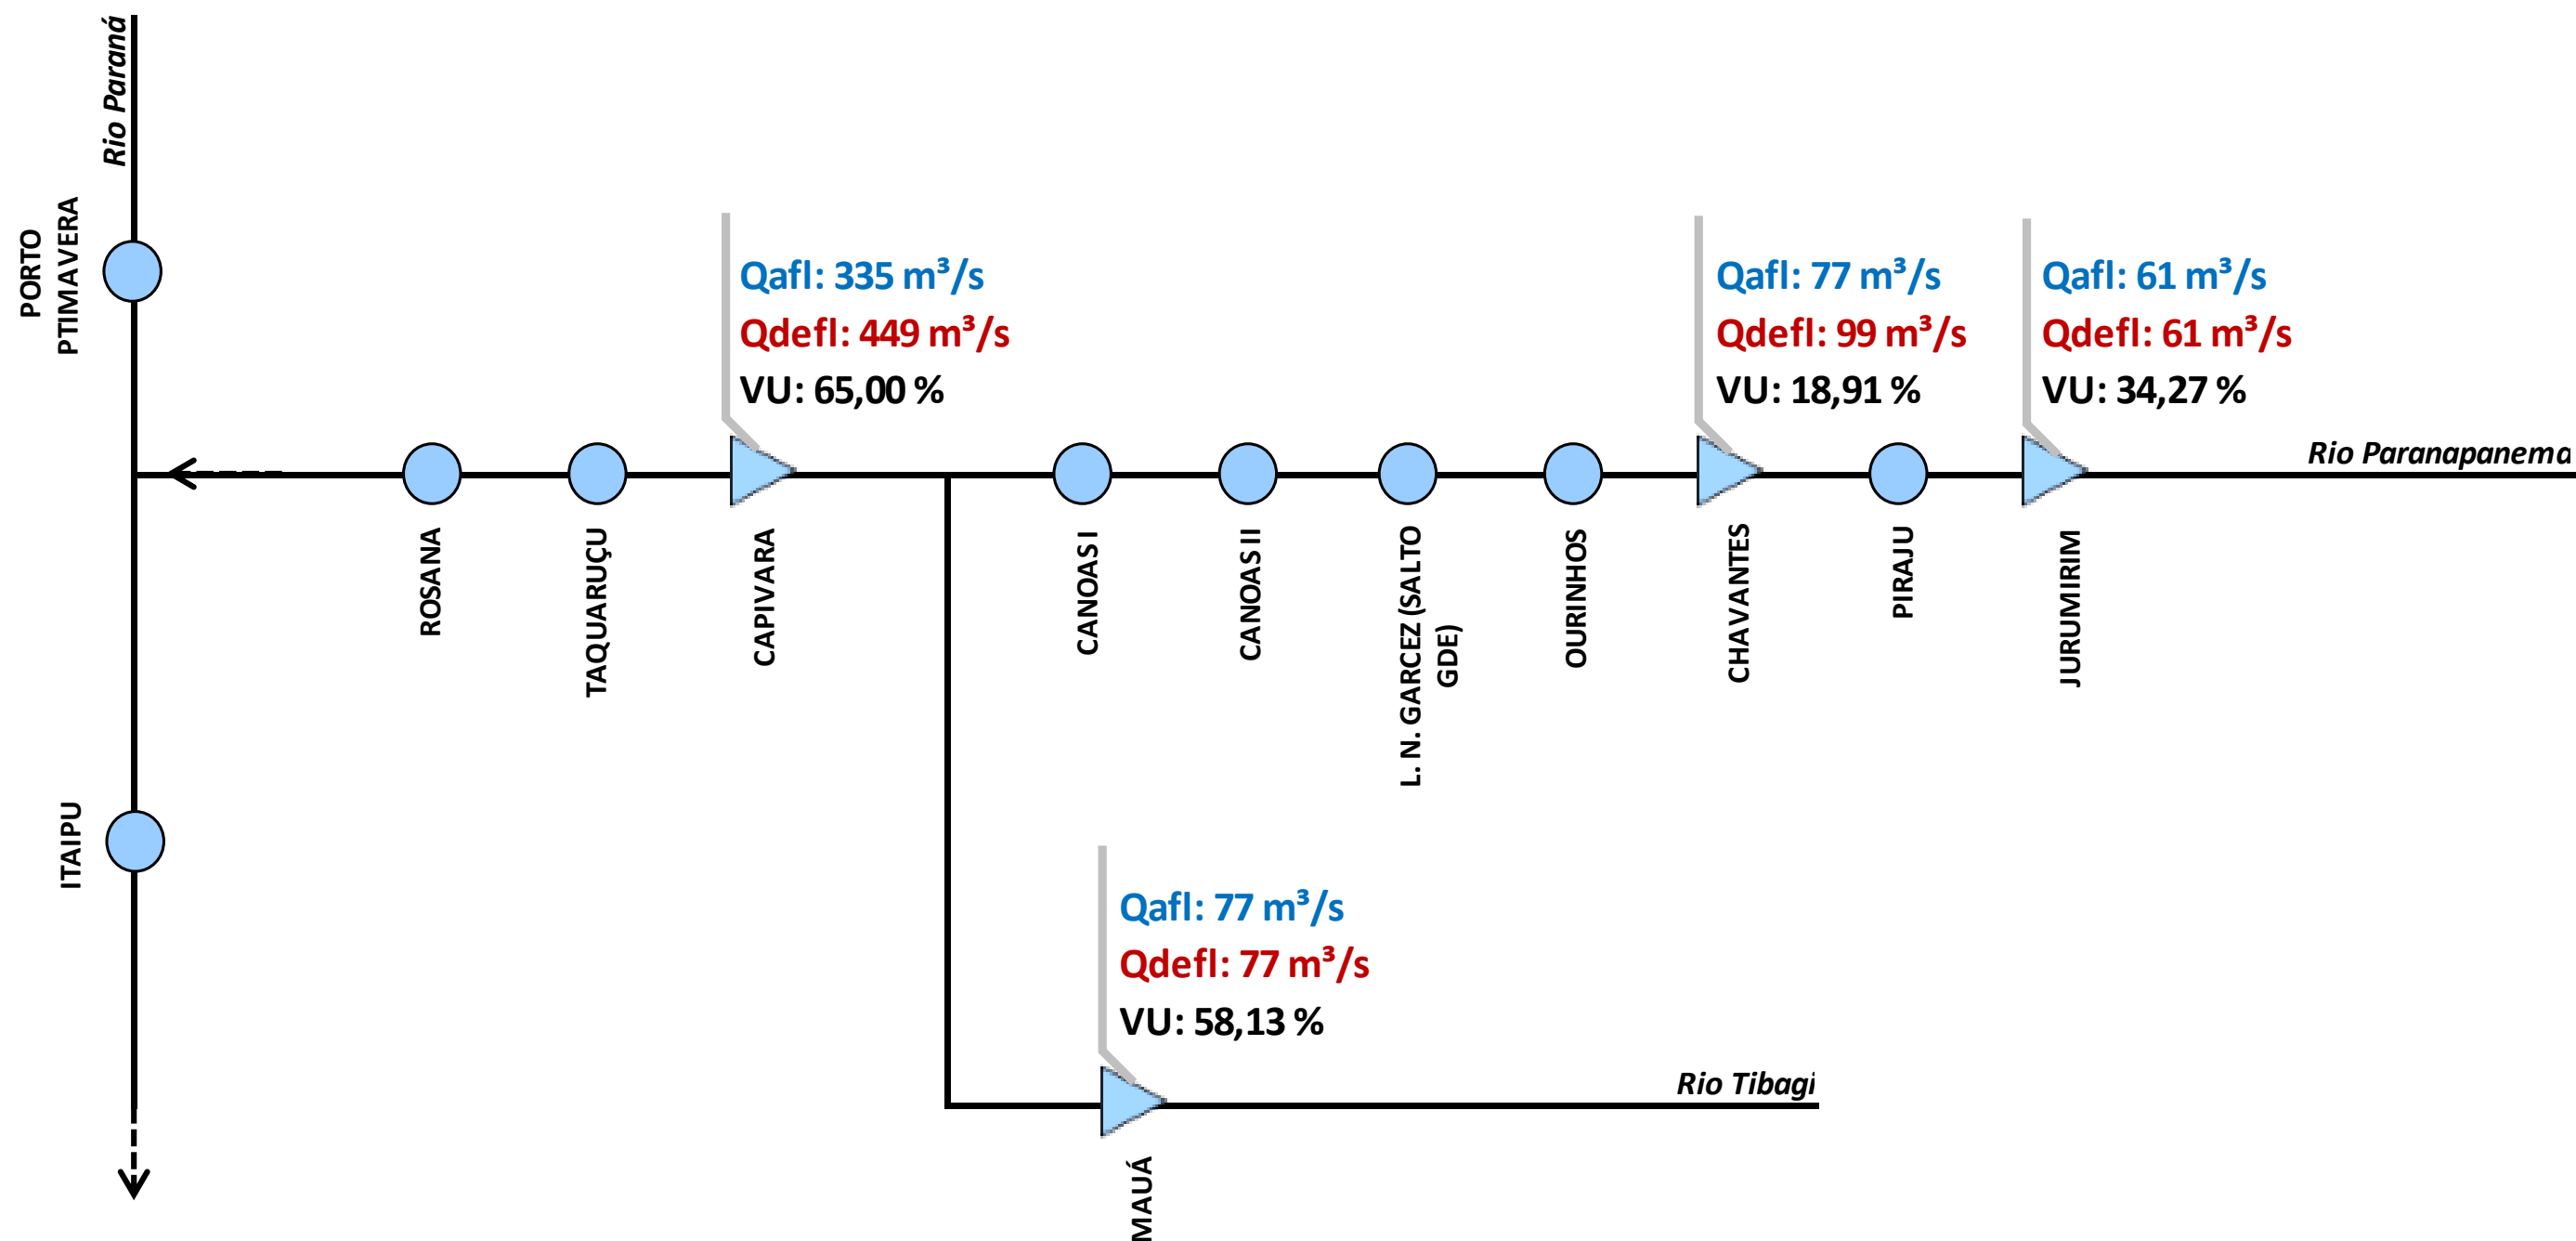 Rio Paraná
PORTO
PTIMAVERA
Qafl: 335 m³/s
Qdefl: 449 m³/s
VU: 65,00 %
Qafl: 77 m³/s
Qdefl: 99 m³/s
VU: 18,91 %
Qafl: 61 m³/s
Qdefl: 61 m³/s
VU: 34,27 %
Rio Paranapanema
ROSANA
TAQUARUÇU
CAPIVARA
CANOAS I
CANOAS II
L. N. GARCEZ (SALTO
GDE)
OURINHOS
CHAVANTES
PIRAJU
JURUMIRIM
ITAIPU
Qafl: 77 m³/s
Qdefl: 77 m³/s
VU: 58,13 %
Rio Tibagi
MAUÁ